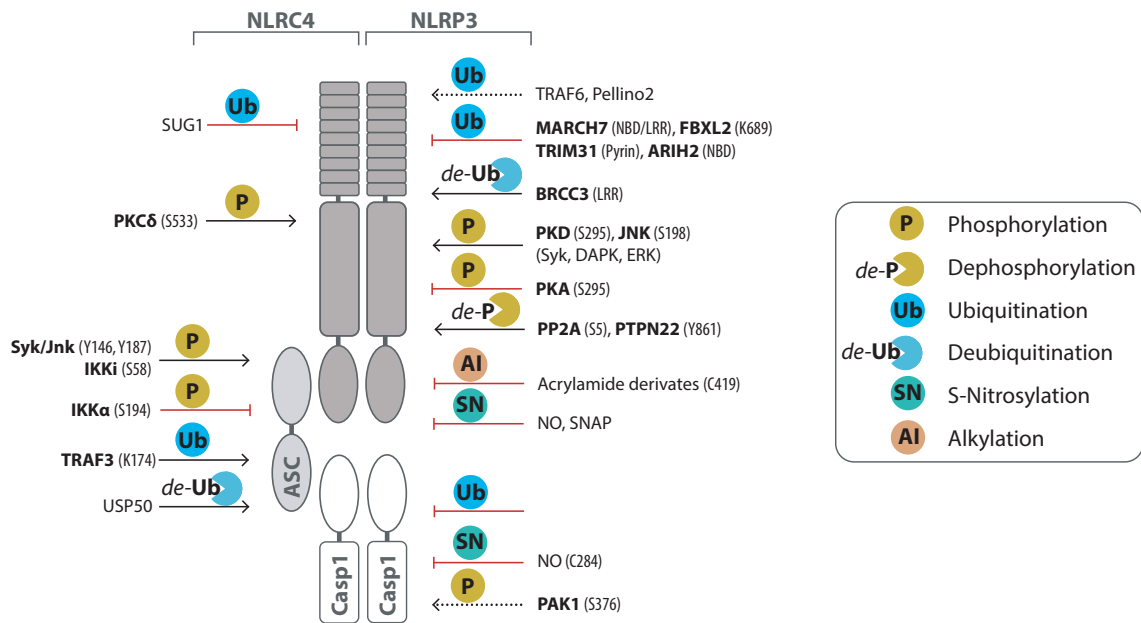 NLRC4
NLRP3
Ub
SUG1
P
PKCδ (S533)
P
Syk/Jnk (Y146, Y187)
IKKi (S58)
P
IKKα (S194)
Ub
TRAF3 (K174)
de-Ub
USP50
ASC
Casp1
Casp1
Ub
TRAF6, Pellino2
Ub
MARCH7 (NBD/LRR), FBXL2 (K689)
TRIM31 (Pyrin), ARIH2 (NBD)
de-Ub
BRCC3 (LRR)
P
PKD (S295), JNK (S198)
(Syk, DAPK, ERK)
P
PKA (S295)
de-P
PP2A (S5), PTPN22 (Y861)
Al
Acrylamide derivates (C419)
SN
NO, SNAP
Ub
SN
NO (C284)
P
PAK1 (S376)
P Phosphorylation
de-P Dephosphorylation
Ub Ubiquitination
de-Ub Deubiquitination
SN S-Nitrosylation
Al Alkylation